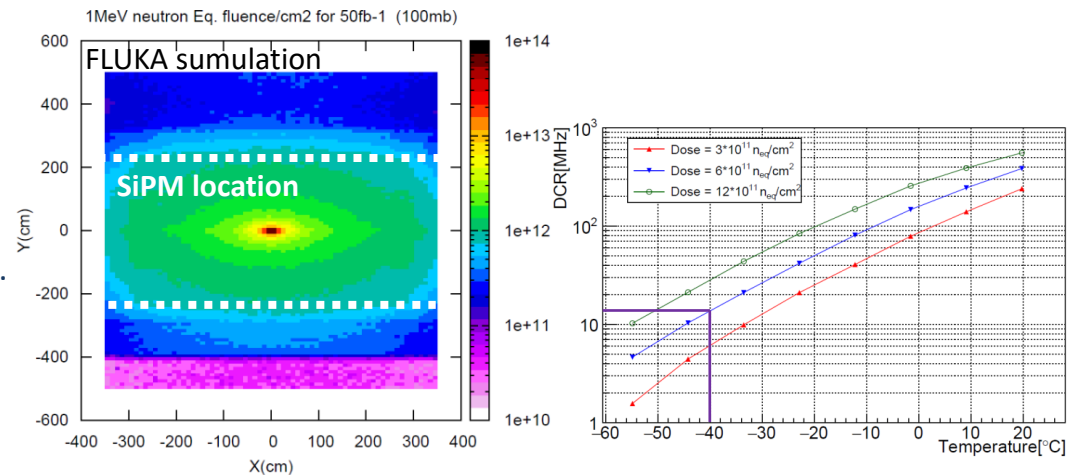 1MeV neutron Eq. fluence/cm2 for 50fb-1 (100mb)
FLUKA sumulation
SiPM location
600
400
200
0
-200
-400
-600
Y(cm)
-400 -300 -200 -100 0 100 200 300 400
X(cm)
1e+14
1e+13
1e+12
1e+11
1e+10
DCR[MHz]
10³
10²
10
1
Dose = 3*10¹¹ nₑq/cm²
Dose = 6*10¹¹ nₑq/cm²
Dose = 12*10¹¹ nₑq/cm²
−60 −50 −40 −30 −20 −10 0 10 20
Temperature[°C]